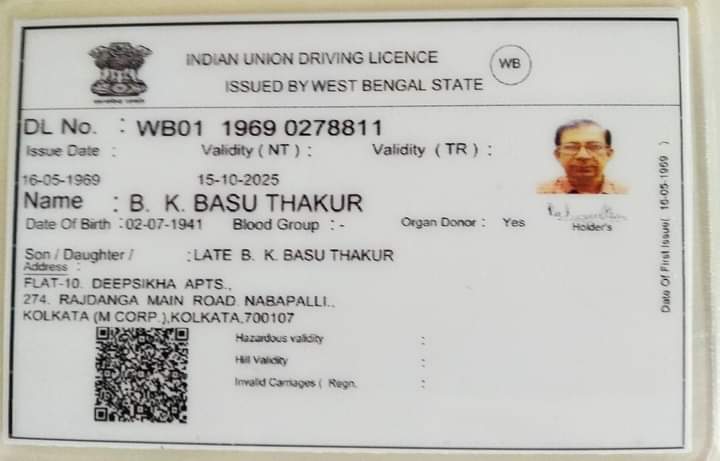 INDIAN UNION DRIVING LICENCE
WB
ISSUED BY WEST BENGAL STATE
DL No. : WB01 1969 0278811
Issue Date : Validity ( NT ) : Validity ( TR ) :
16-05-1969 15-10-2025
Name : B. K. BASU THAKUR
Date Of Birth : 02-07-1941 Blood Group : - Organ Donor : Yes
Holder's
Son / Daughter / : LATE B. K. BASU THAKUR
Address :
FLAT-10. DEEPSIKHA APTS.,
274. RAJDANGA MAIN ROAD. NABAPALLI.,
KOLKATA (M CORP.),KOLKATA,700107
Hazardous validity :
Hill Validity :
Invalid Carriages ( Regn. :
Date Of First Issue( 16-05-1969 )